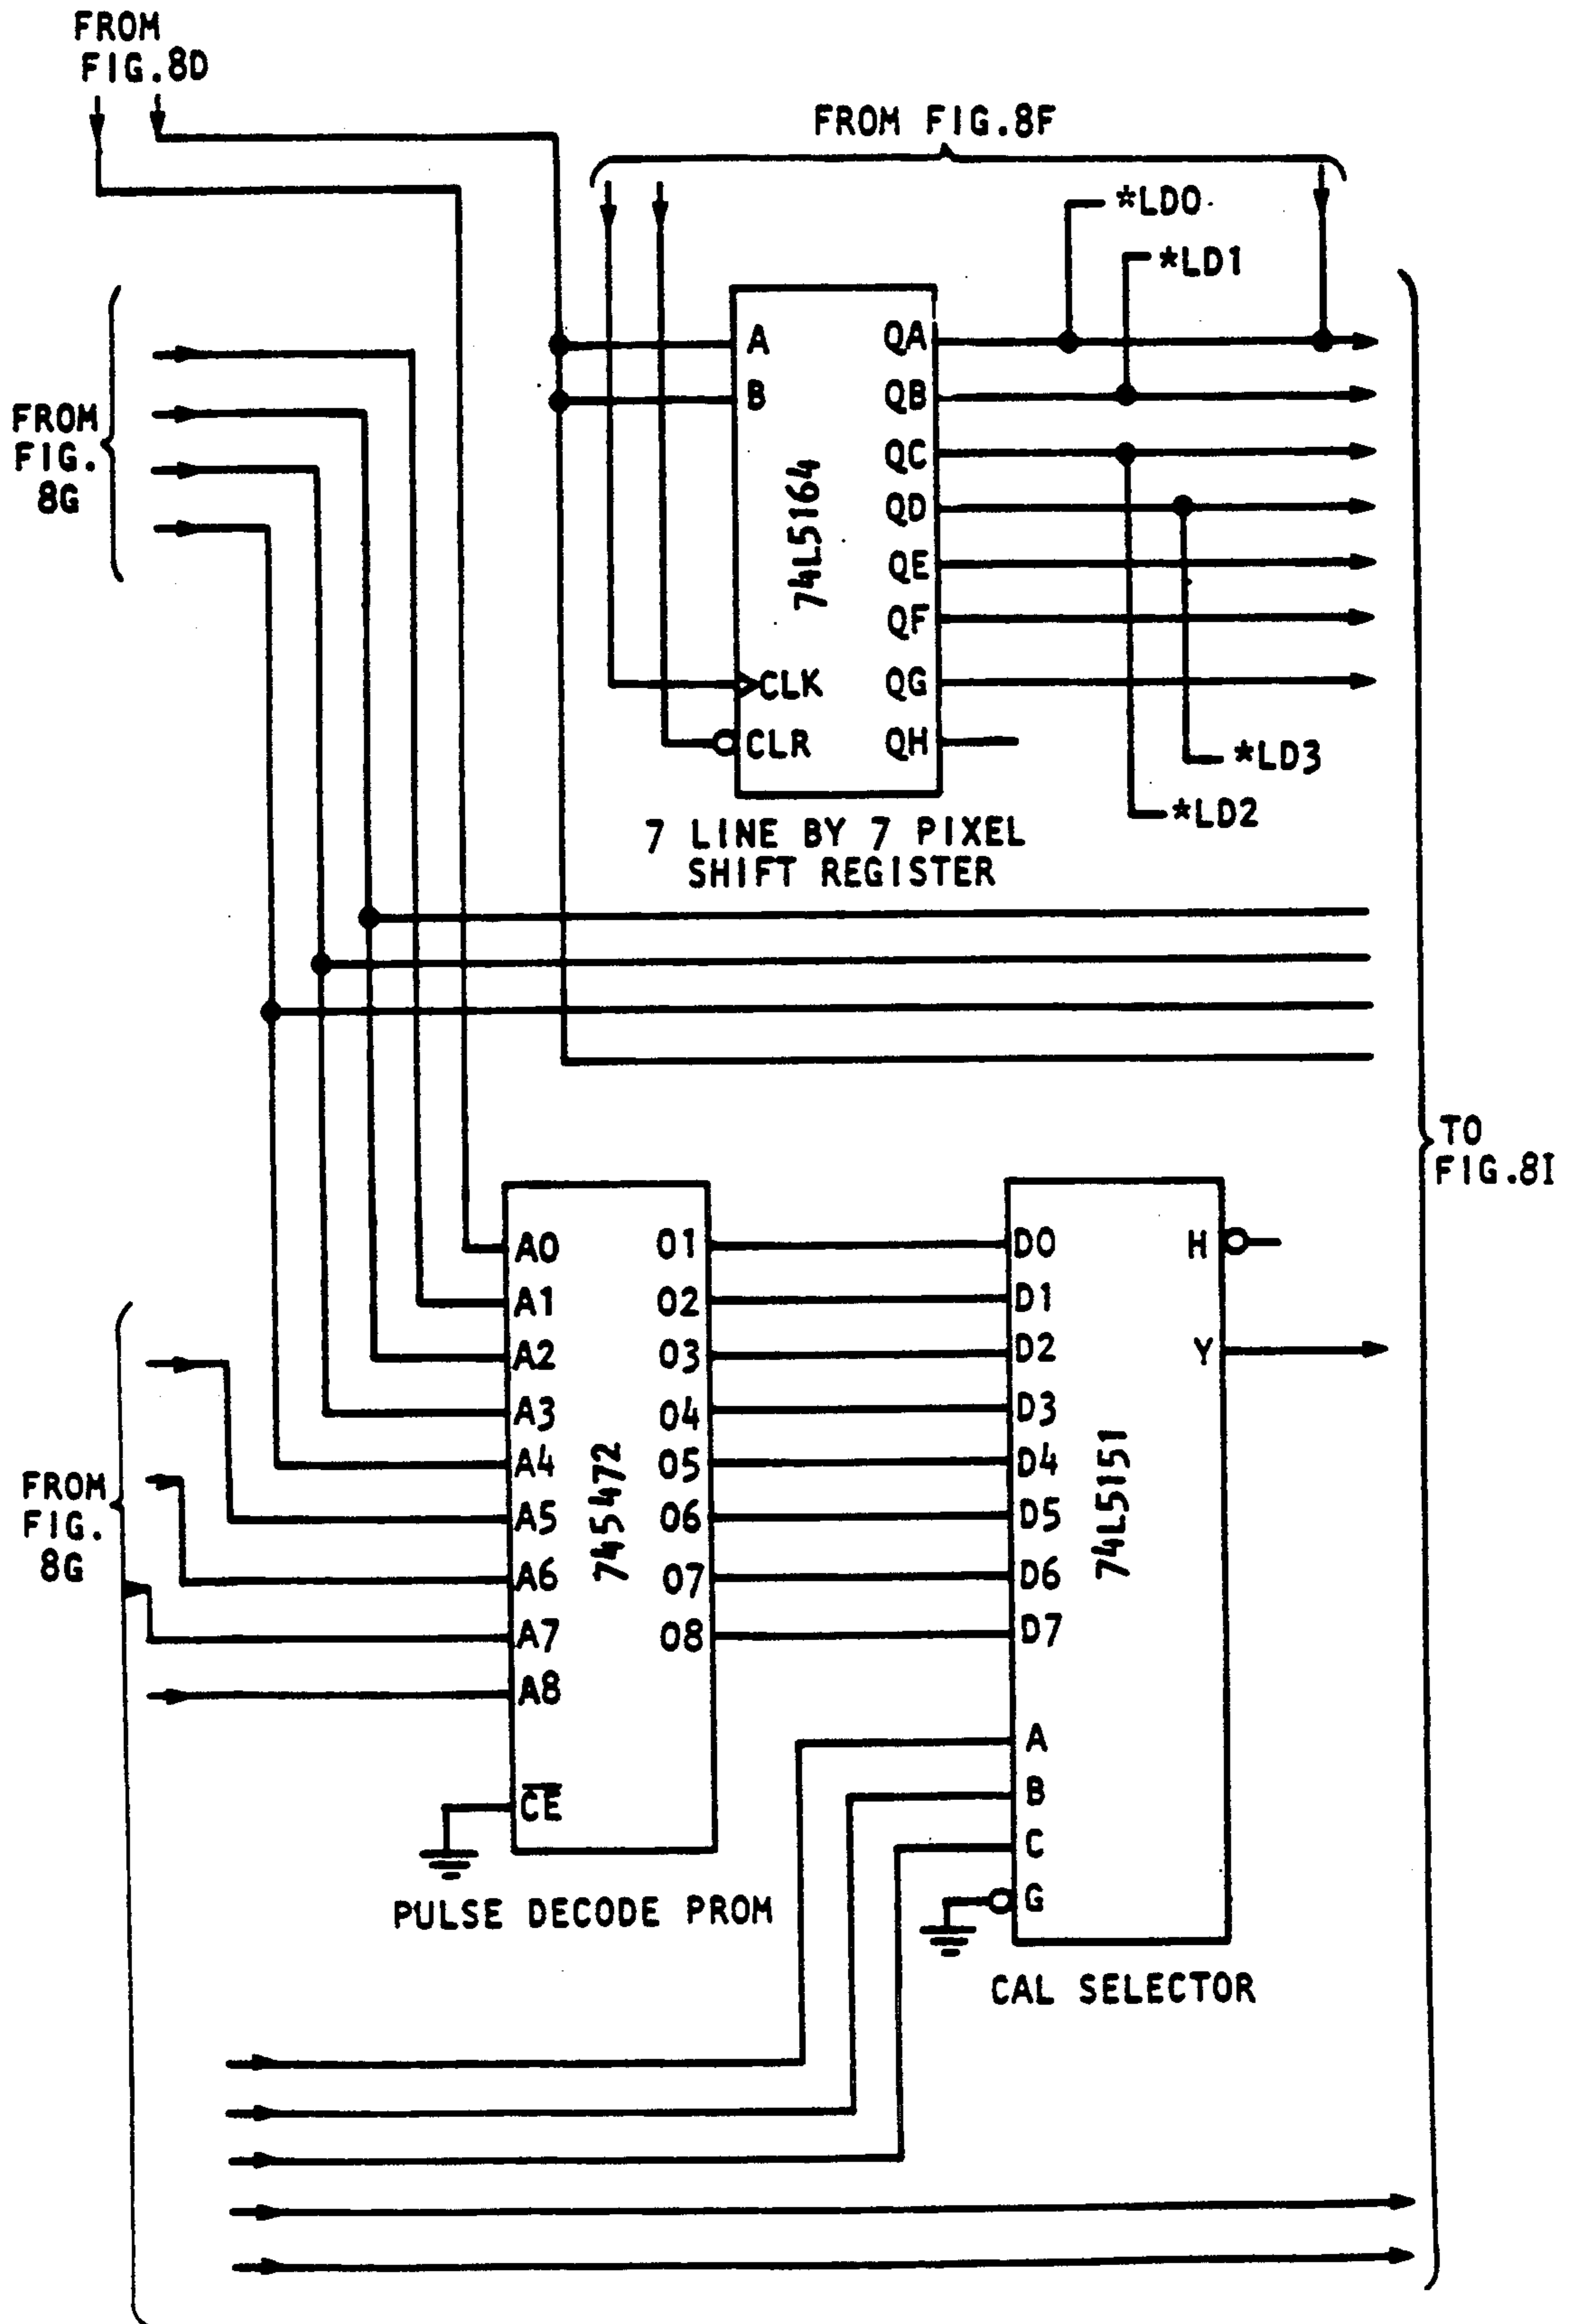 FROM
FIG.8D
FROM FIG.8F
*LD0
*LD1
FROM
FIG.
8G
A
B
CLK
CLR
74L5164
QA
QB
QC
QD
QE
QF
QG
QH
*LD3
*LD2
7 LINE BY 7 PIXEL
SHIFT REGISTER
TO
FIG.8I
FROM
FIG.
8G
A0
A1
A2
A3
A4
A5
A6
A7
A8
CE
745472
01
02
03
04
05
06
07
08
PULSE DECODE PROM
D0
D1
D2
D3
D4
D5
D6
D7
A
B
C
G
74L5151
H
Y
CAL SELECTOR